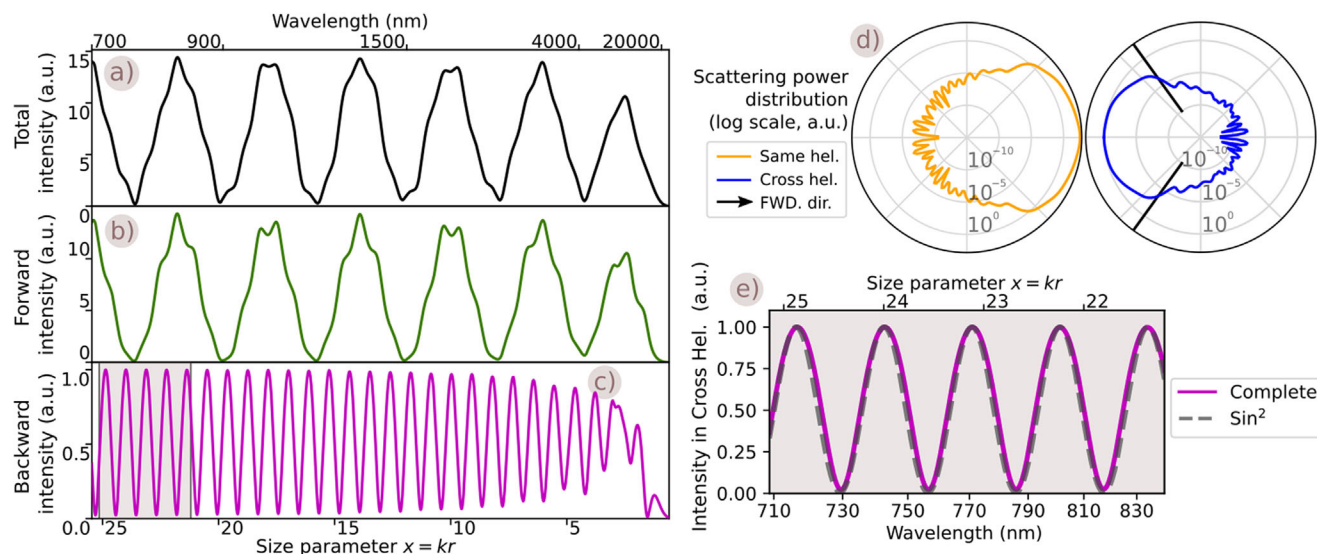 Wavelength (nm)
700 900 1500 4000 20000
a)
Total
intensity (a.u.)
15
10
5
b)
Forward
intensity (a.u.)
0
10
5
0
c)
Backward
intensity (a.u.)
1.0
0.5
0.0
25 20 15 10 5
Size parameter x = kr
d)
Scattering power
distribution
(log scale, a.u.)
Same hel.
Cross hel.
FWD. dir.
10⁻¹⁰
10⁻⁵
10⁰
10⁻¹⁰
10⁻⁵
10⁰
e)
Size parameter x = kr
25 24 23 22
Intensity in Cross Hel. (a.u.)
1.00
0.75
0.50
0.25
0.00
710 730 750 770 790 810 830
Wavelength (nm)
Complete
Sin²